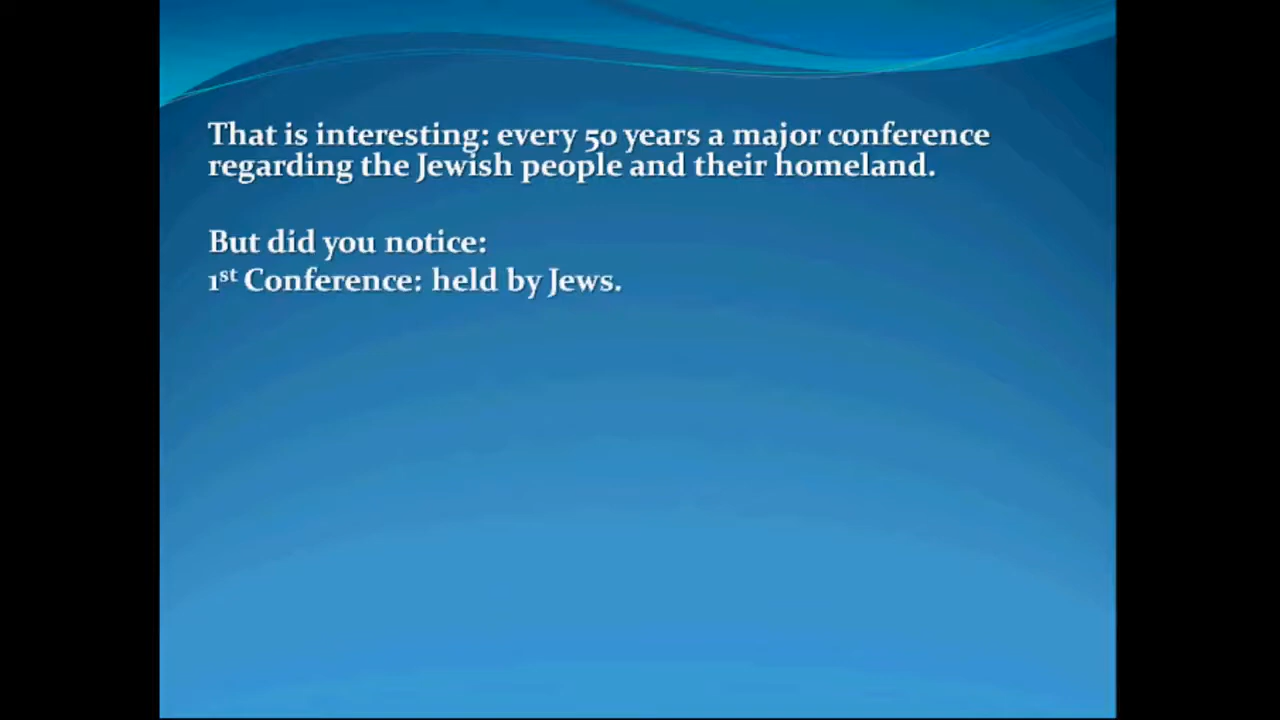 That is interesting: every 50 years a major conference
regarding the Jewish people and their homeland.
But did you notice:
1st Conference: held by Jews.